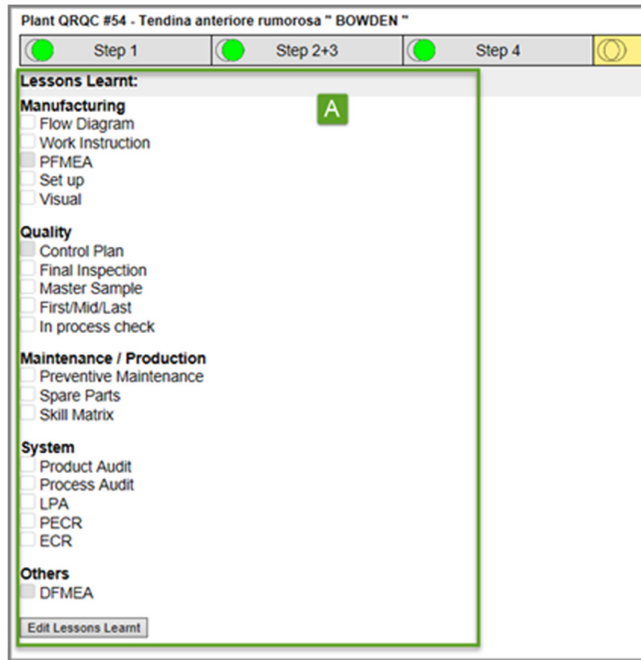 Plant QRQC #54 - Tendina anteriore rumorosa " BOWDEN "
Step 1 Step 2+3 Step 4
Lessons Learnt:
A
Manufacturing
Flow Diagram
Work Instruction
PFMEA
Set up
Visual
Quality
Control Plan
Final Inspection
Master Sample
First/Mid/Last
In process check
Maintenance / Production
Preventive Maintenance
Spare Parts
Skill Matrix
System
Product Audit
Process Audit
LPA
PECR
ECR
Others
DFMEA
Edit Lessons Learnt